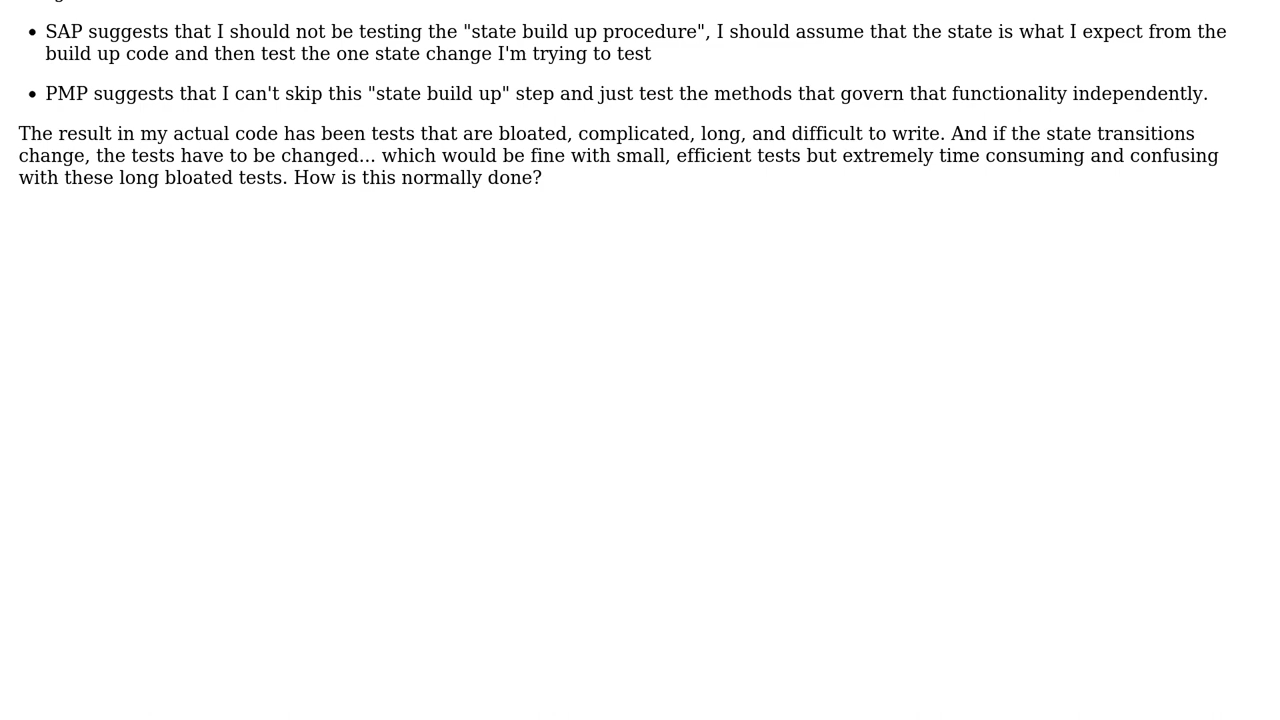 SAP suggests that I should not be testing the "state build up procedure", I should assume that the state is what I expect from the
build up code and then test the one state change I'm trying to test
PMP suggests that I can't skip this "state build up" step and just test the methods that govern that functionality independently.
The result in my actual code has been tests that are bloated, complicated, long, and difficult to write. And if the state transitions
change, the tests have to be changed... which would be fine with small, efficient tests but extremely time consuming and confusing
with these long bloated tests. How is this normally done?